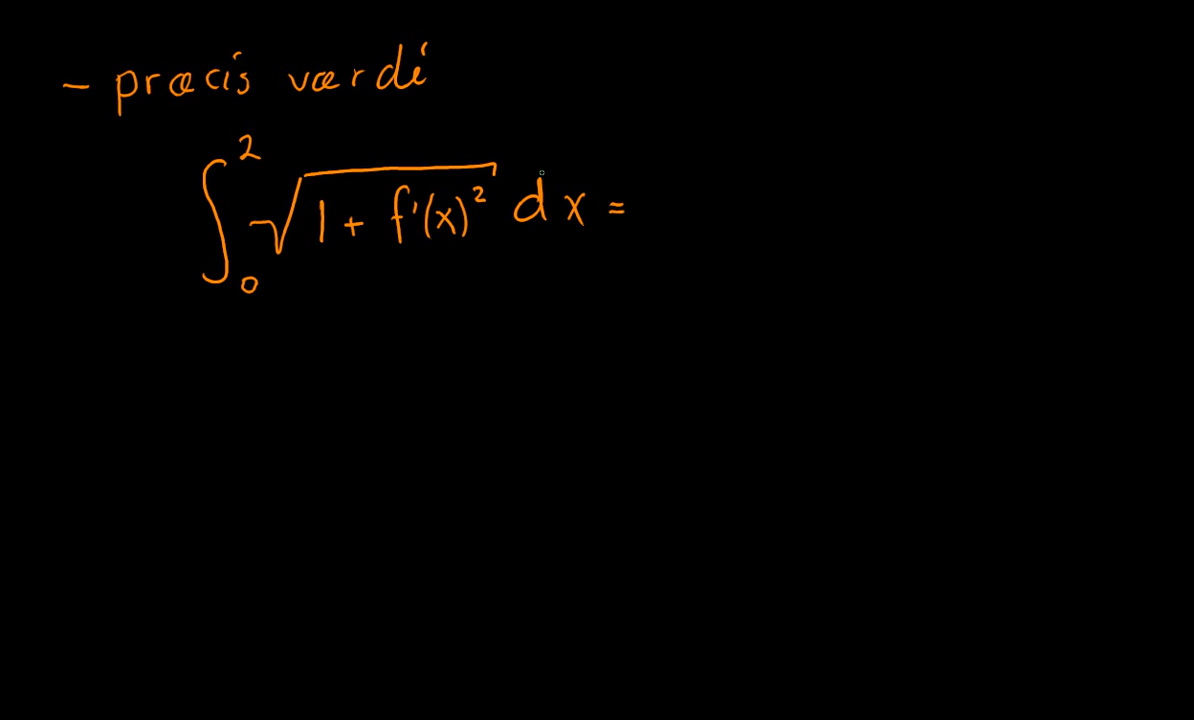 - præcis værdi
∫₀² √(1 + f'(x)²) dx =